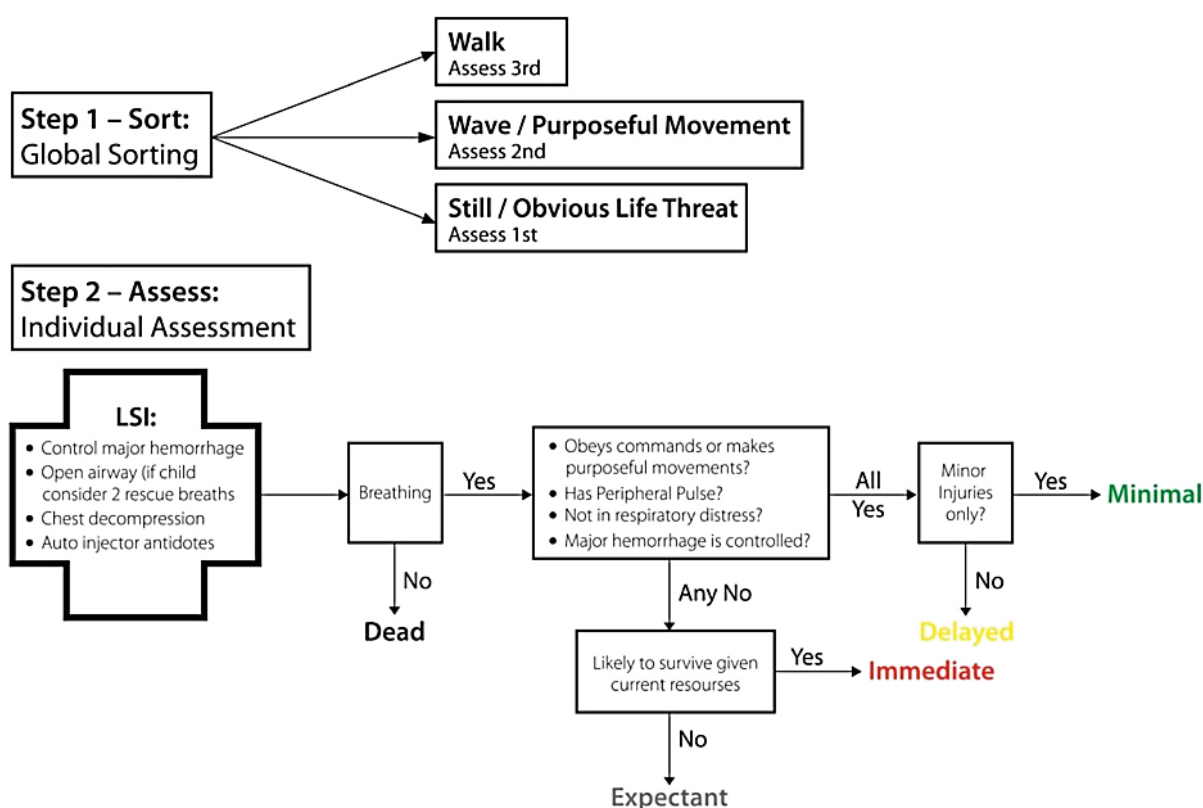 Step 1 – Sort:
Global Sorting
Walk
Assess 3rd
Wave / Purposeful Movement
Assess 2nd
Still / Obvious Life Threat
Assess 1st
Step 2 – Assess:
Individual Assessment
LSI:
• Control major hemorrhage
• Open airway (if child
consider 2 rescue breaths
• Chest decompression
• Auto injector antidotes
Breathing
Yes
No
Dead
• Obeys commands or makes
purposeful movements?
• Has Peripheral Pulse?
• Not in respiratory distress?
• Major hemorrhage is controlled?
All
Yes
Minor
Injuries
only?
Yes
Minimal
No
Delayed
Any No
Likely to survive given
current resourses
Yes
Immediate
No
Expectant